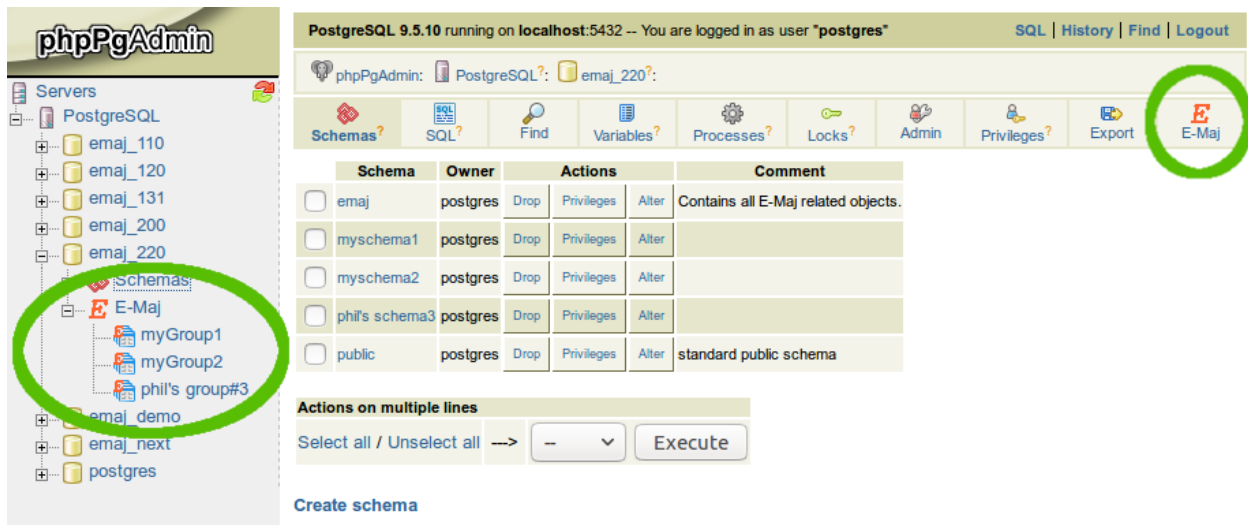 phpPgAdmin
Servers
PostgreSQL
emaj_110
emaj_120
emaj_131
emaj_200
emaj_220
Schemas
E-Maj
myGroup1
myGroup2
phil's group#3
emaj_demo
emaj_next
postgres
PostgreSQL 9.5.10 running on localhost:5432 -- You are logged in as user "postgres"
SQL | History | Find | Logout
phpPgAdmin: PostgreSQL?: emaj_220?:
Schemas? SQL? Find Variables? Processes? Locks? Admin Privileges? Export E-Maj
Schema Owner Actions Comment
emaj postgres Drop Privileges Alter Contains all E-Maj related objects.
myschema1 postgres Drop Privileges Alter
myschema2 postgres Drop Privileges Alter
phil's schema3 postgres Drop Privileges Alter
public postgres Drop Privileges Alter standard public schema
Actions on multiple lines
Select all / Unselect all ---> -- Execute
Create schema